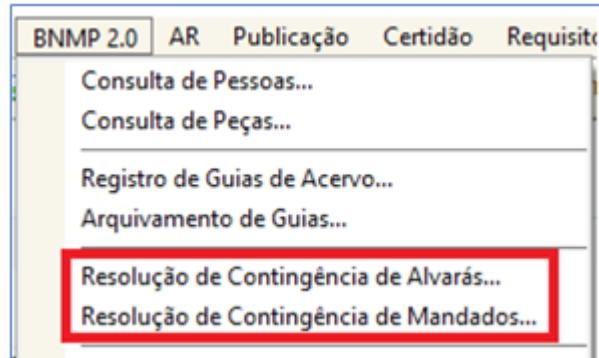 BNMP 2.0 AR Publicação Certidão
Consulta de Pessoas...
Consulta de Peças...
Registro de Guias de Acervo...
Arquivamento de Guias...
Resolução de Contingência de Alvarás...
Resolução de Contingência de Mandados...